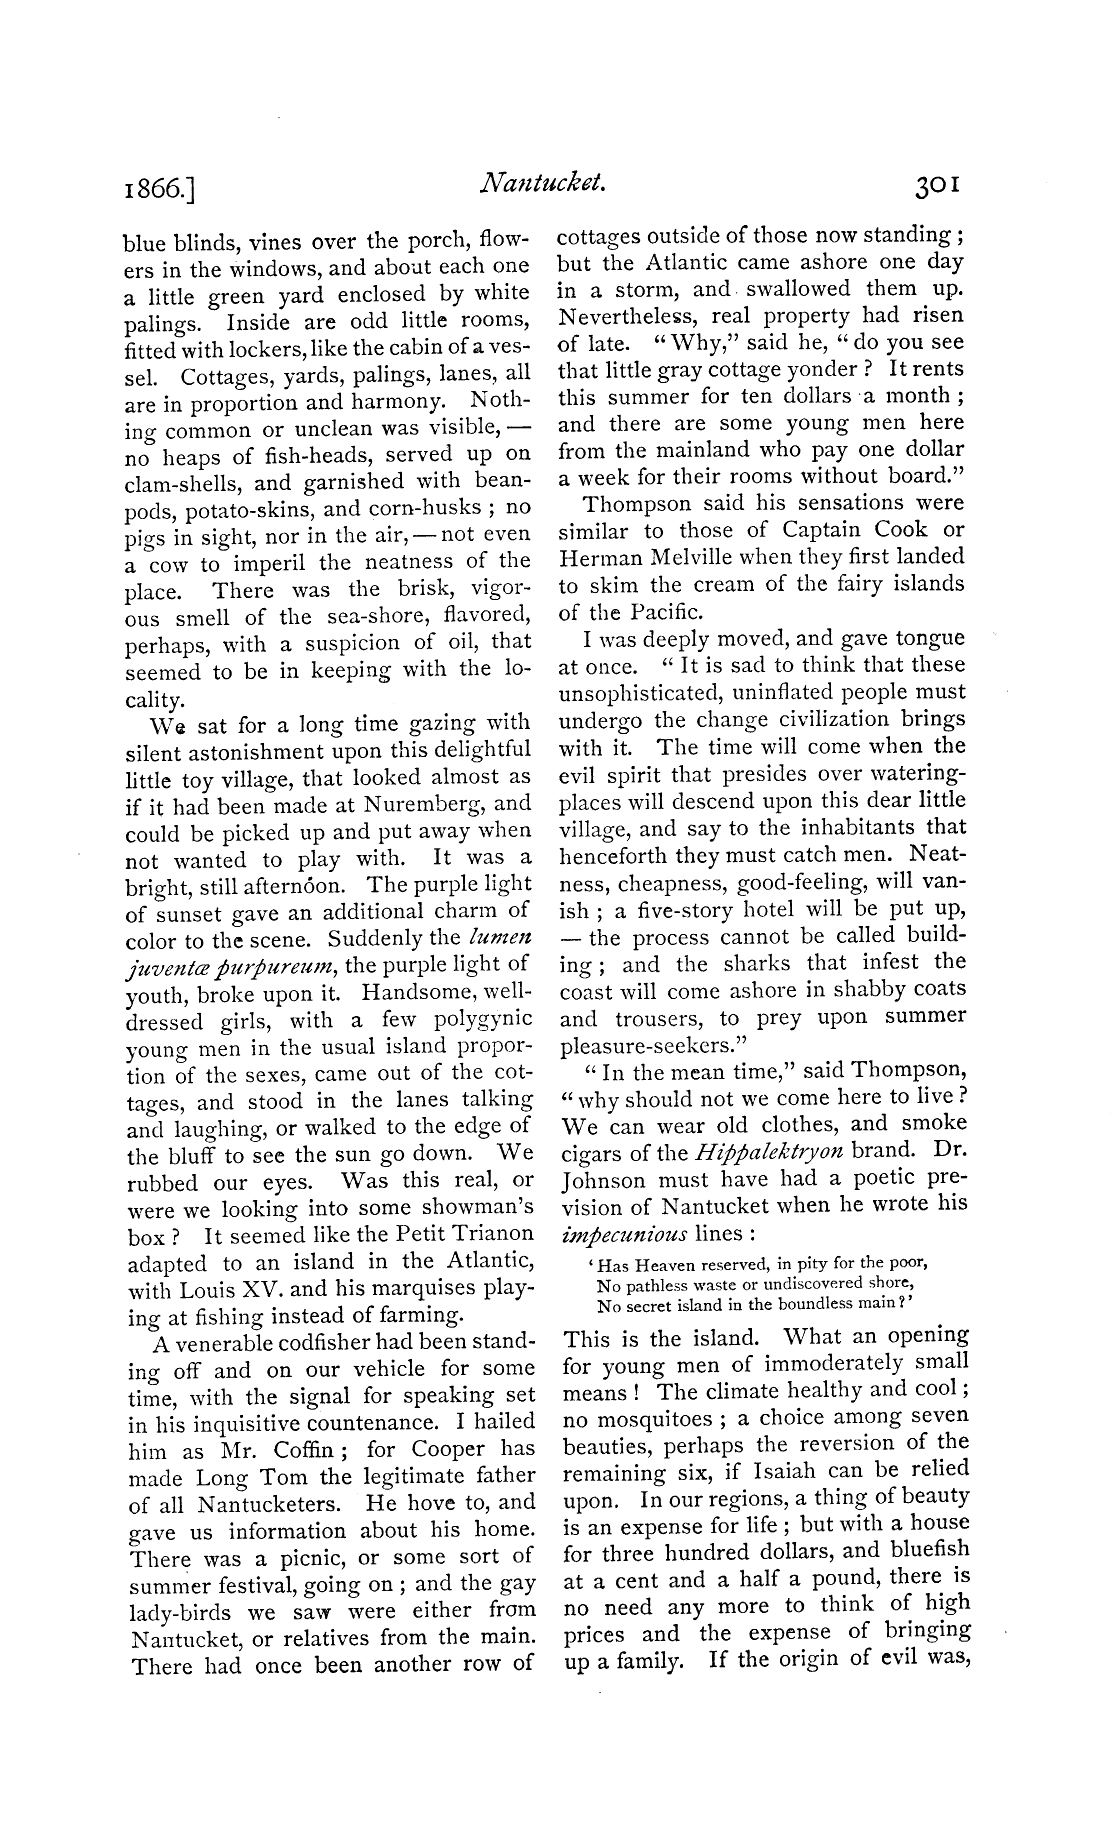 1866.] Nantucket. 301
blue blinds, vines over the porch, flow-
ers in the windows, and about each one
a little green yard enclosed by white
palings. Inside are odd little rooms,
fitted with lockers, like the cabin of a ves-
sel. Cottages, yards, palings, lanes, all
are in proportion and harmony. Noth-
ing common or unclean was visible, —
no heaps of fish-heads, served up on
clam-shells, and garnished with bean-
pods, potato-skins, and corn-husks ; no
pigs in sight, nor in the air, — not even
a cow to imperil the neatness of the
place. There was the brisk, vigor-
ous smell of the sea-shore, flavored,
perhaps, with a suspicion of oil, that
seemed to be in keeping with the lo-
cality.
We sat for a long time gazing with
silent astonishment upon this delightful
little toy village, that looked almost as
if it had been made at Nuremberg, and
could be picked up and put away when
not wanted to play with. It was a
bright, still afternoon. The purple light
of sunset gave an additional charm of
color to the scene. Suddenly the lumen
juventæ purpureum, the purple light of
youth, broke upon it. Handsome, well-
dressed girls, with a few polygynic
young men in the usual island propor-
tion of the sexes, came out of the cot-
tages, and stood in the lanes talking
and laughing, or walked to the edge of
the bluff to see the sun go down. We
rubbed our eyes. Was this real, or
were we looking into some showman's
box ? It seemed like the Petit Trianon
adapted to an island in the Atlantic,
with Louis XV. and his marquises play-
ing at fishing instead of farming.
A venerable codfisher had been stand-
ing off and on our vehicle for some
time, with the signal for speaking set
in his inquisitive countenance. I hailed
him as Mr. Coffin ; for Cooper has
made Long Tom the legitimate father
of all Nantucketers. He hove to, and
gave us information about his home.
There was a picnic, or some sort of
summer festival, going on ; and the gay
lady-birds we saw were either from
Nantucket, or relatives from the main.
There had once been another row of
cottages outside of those now standing ;
but the Atlantic came ashore one day
in a storm, and swallowed them up.
Nevertheless, real property had risen
of late. "Why," said he, "do you see
that little gray cottage yonder ? It rents
this summer for ten dollars a month ;
and there are some young men here
from the mainland who pay one dollar
a week for their rooms without board."
Thompson said his sensations were
similar to those of Captain Cook or
Herman Melville when they first landed
to skim the cream of the fairy islands
of the Pacific.
I was deeply moved, and gave tongue
at once. "It is sad to think that these
unsophisticated, uninflated people must
undergo the change civilization brings
with it. The time will come when the
evil spirit that presides over watering-
places will descend upon this dear little
village, and say to the inhabitants that
henceforth they must catch men. Neat-
ness, cheapness, good-feeling, will van-
ish ; a five-story hotel will be put up,
— the process cannot be called build-
ing ; and the sharks that infest the
coast will come ashore in shabby coats
and trousers, to prey upon summer
pleasure-seekers."
"In the mean time," said Thompson,
"why should not we come here to live ?
We can wear old clothes, and smoke
cigars of the Hippalektryon brand. Dr.
Johnson must have had a poetic pre-
vision of Nantucket when he wrote his
impecunious lines :
'Has Heaven reserved, in pity for the poor,
No pathless waste or undiscovered shore,
No secret island in the boundless main ?'
This is the island. What an opening
for young men of immoderately small
means ! The climate healthy and cool ;
no mosquitoes ; a choice among seven
beauties, perhaps the reversion of the
remaining six, if Isaiah can be relied
upon. In our regions, a thing of beauty
is an expense for life ; but with a house
for three hundred dollars, and bluefish
at a cent and a half a pound, there is
no need any more to think of high
prices and the expense of bringing
up a family. If the origin of evil was,